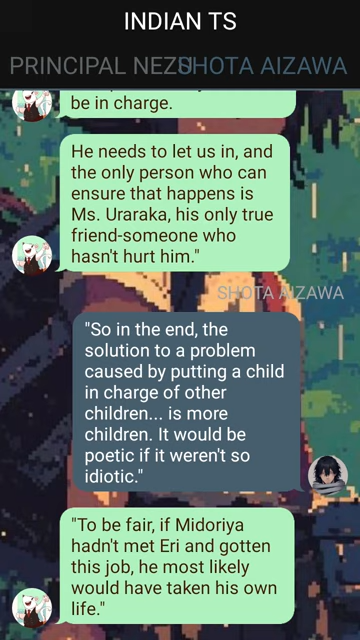 INDIAN TS
PRINCIPAL NEZU SHOTA AIZAWA
be in charge.
He needs to let us in, and
the only person who can
ensure that happens is
Ms. Uraraka, his only true
friend-someone who
hasn't hurt him."
SHOTA AIZAWA
"So in the end, the
solution to a problem
caused by putting a child
in charge of other
children... is more
children. It would be
poetic if it weren't so
idiotic."
"To be fair, if Midoriya
hadn't met Eri and gotten
this job, he most likely
would have taken his own
life."